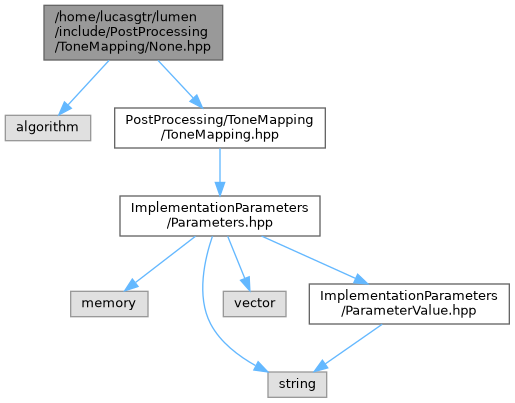 /home/lucasgtr/lumen
/include/PostProcessing
/ToneMapping/None.hpp
algorithm
PostProcessing/ToneMapping
/ToneMapping.hpp
ImplementationParameters
/Parameters.hpp
memory
vector
ImplementationParameters
/ParameterValue.hpp
string